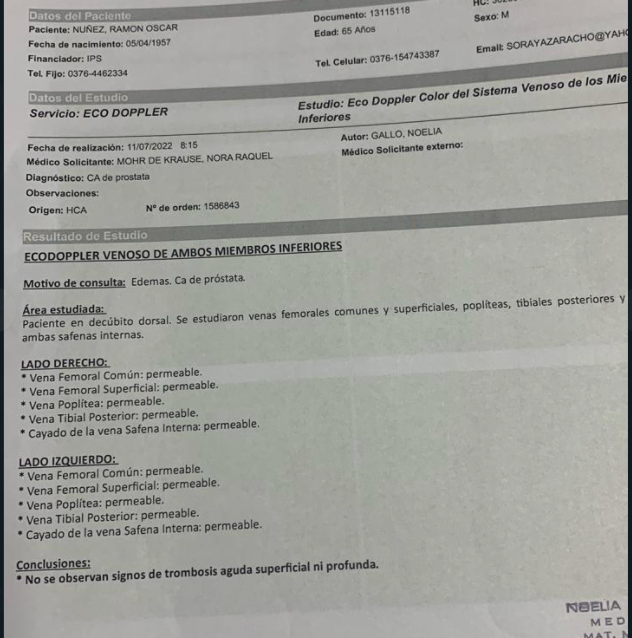 Datos del Paciente
Paciente: NUÑEZ, RAMON OSCAR
Documento: 13115118
Sexo: M
Fecha de nacimiento: 05/04/1957
Edad: 65 Años
Financiador: IPS
Tel. Fijo: 0376-4462334
Tel. Celular: 0376-154743387
Email: SORAYAZARACHO@YAHO
Datos del Estudio
Servicio: ECO DOPPLER
Estudio: Eco Doppler Color del Sistema Venoso de los Mie
Inferiores
Fecha de realización: 11/07/2022 8:15
Autor: GALLO, NOELIA
Médico Solicitante: MOHR DE KRAUSE, NORA RAQUEL
Médico Solicitante externo:
Diagnóstico: CA de prostata
Observaciones:
Origen: HCA
Nº de orden: 1586843
Resultado de Estudio
ECODOPPLER VENOSO DE AMBOS MIEMBROS INFERIORES
Motivo de consulta: Edemas. Ca de próstata.
Área estudiada:
Paciente en decúbito dorsal. Se estudiaron venas femorales comunes y superficiales, poplíteas, tibiales posteriores y
ambas safenas internas.
LADO DERECHO:
* Vena Femoral Común: permeable.
* Vena Femoral Superficial: permeable.
* Vena Poplítea: permeable.
* Vena Tibial Posterior: permeable.
* Cayado de la vena Safena Interna: permeable.
LADO IZQUIERDO:
* Vena Femoral Común: permeable.
* Vena Femoral Superficial: permeable.
* Vena Poplítea: permeable.
* Vena Tibial Posterior: permeable.
* Cayado de la vena Safena Interna: permeable.
Conclusiones:
* No se observan signos de trombosis aguda superficial ni profunda.
NOELIA
MED
MAT.